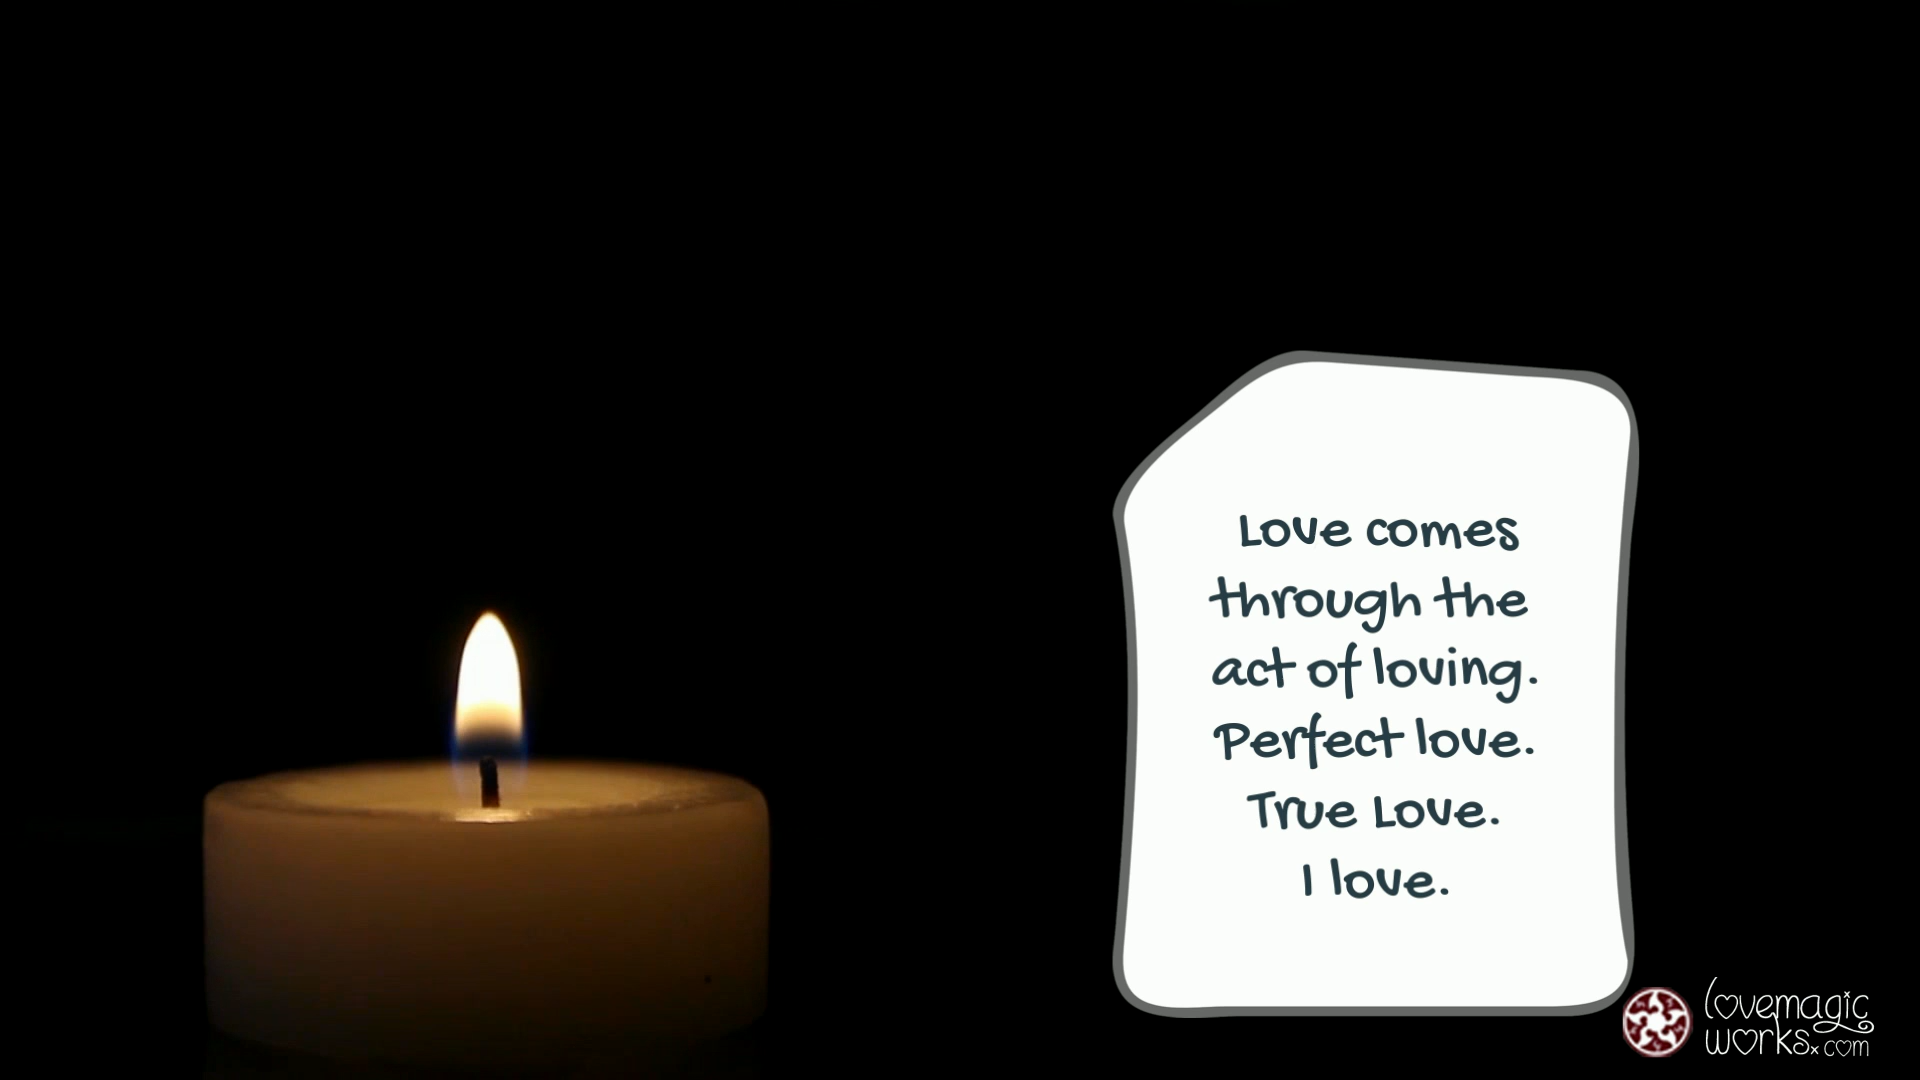 Love comes
through the
act of loving.
Perfect love.
True Love.
I love.
lovemagic
works.com